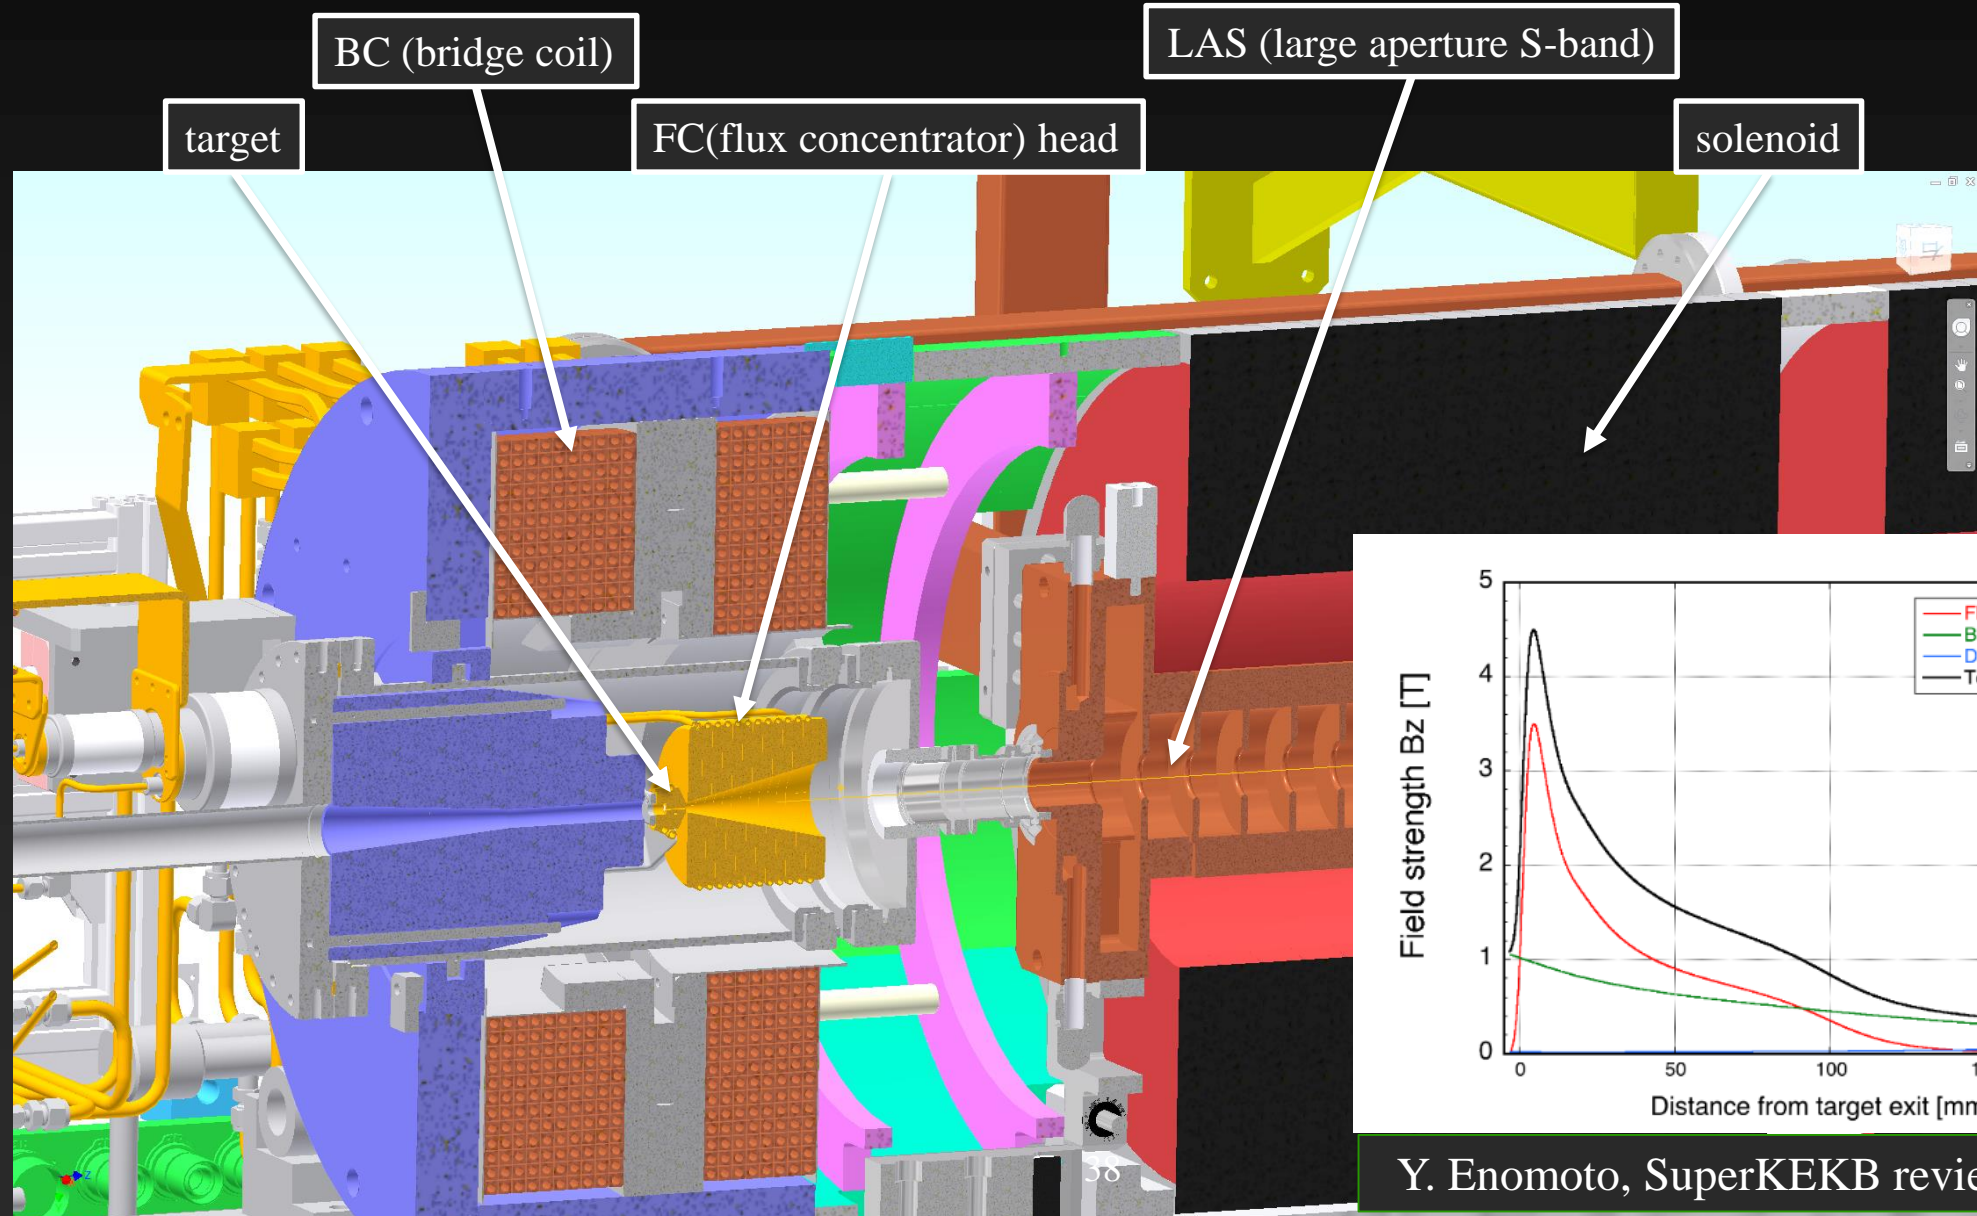 BC (bridge coil)
LAS (large aperture S-band)
target
FC(flux concentrator) head
solenoid
5
4
3
2
1
0
Field strength Bz [T]
0
50
100
Distance from target exit [mm
38
Z
Y. Enomoto, SuperKEKB